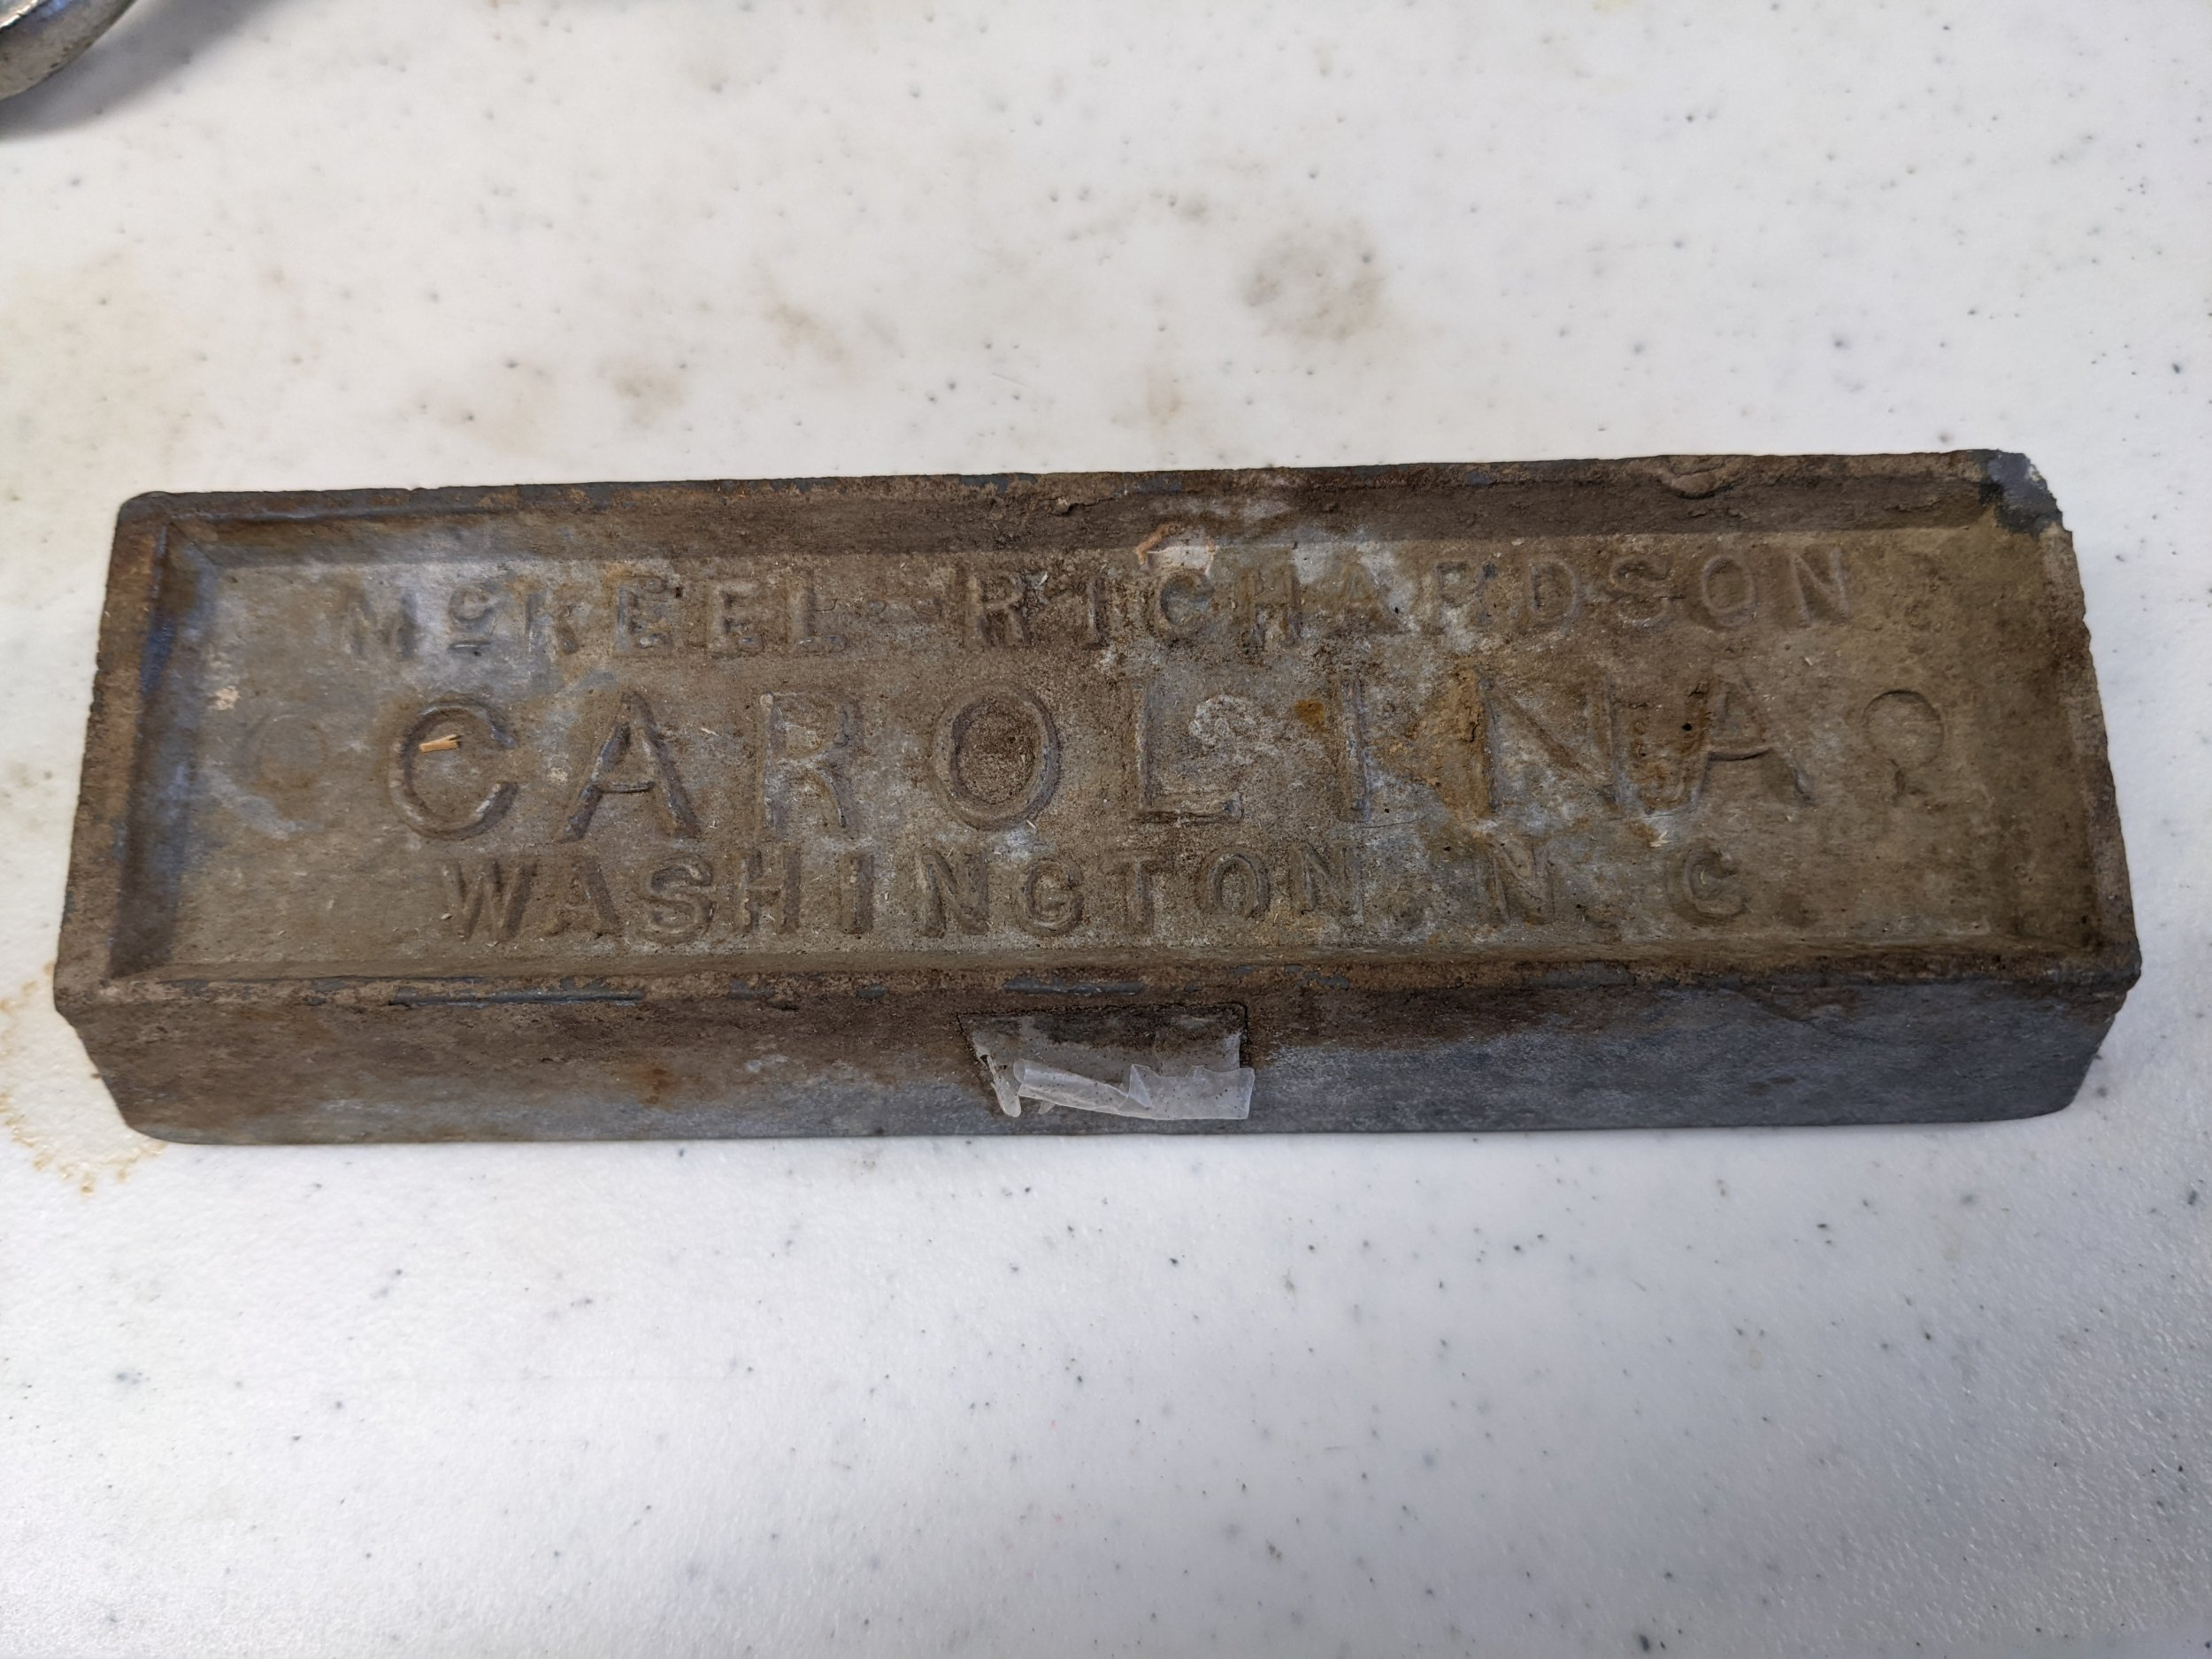 McKEEL-RICHARDSON
CAROLINA
WASHINGTON, N. C.